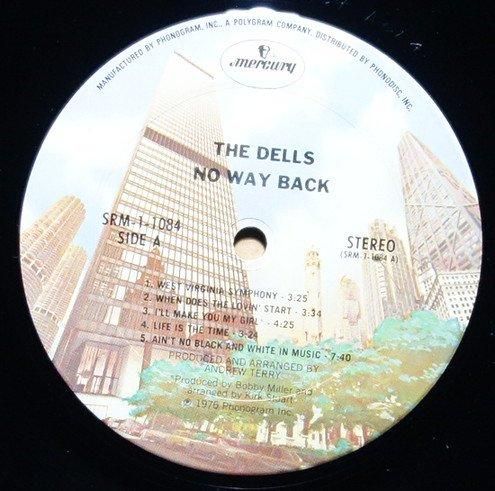 MANUFACTURED BY PHONOGRAM, INC., A POLYGRAM COMPANY. DISTRIBUTED BY PHONODISC, INC.
mercury
THE DELLS
NO WAY BACK
SRM-1-1084
SIDE A
STEREO
(SRM-1-1084 A)
1. WEST VIRGINIA SYMPHONY - 3:25
2. WHEN DOES THE LOVIN' START - 3:34
3. I'LL MAKE YOU MY GIRL* - 4:25
4. LIFE IS THE TIME - 3:24
5. AIN'T NO BLACK AND WHITE IN MUSIC - 7:40
PRODUCED AND ARRANGED BY
ANDREW TERRY
*Produced by Bobby Miller and
arranged by Kirk Stuart.
℗ 1976 Phonogram Inc.